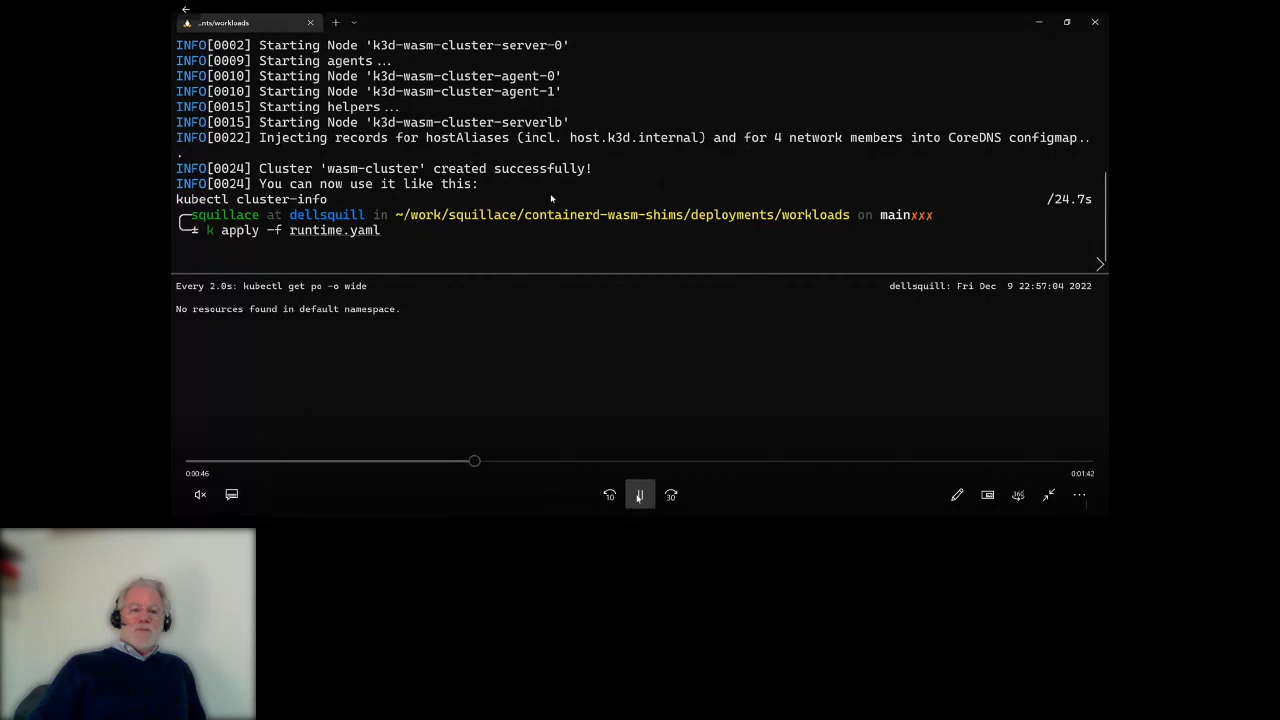 ..nts/workloads
INFO[0002] Starting Node 'k3d-wasm-cluster-server-0'
INFO[0009] Starting agents...
INFO[0010] Starting Node 'k3d-wasm-cluster-agent-0'
INFO[0010] Starting Node 'k3d-wasm-cluster-agent-1'
INFO[0015] Starting helpers...
INFO[0015] Starting Node 'k3d-wasm-cluster-serverlb'
INFO[0022] Injecting records for hostAliases (incl. host.k3d.internal) and for 4 network members into CoreDNS configmap..
.
INFO[0024] Cluster 'wasm-cluster' created successfully!
INFO[0024] You can now use it like this:
kubectl cluster-info /24.7s
squillace at dellsquill in ~/work/squillace/containerd-wasm-shims/deployments/workloads on main✗✗✗
± k apply -f runtime.yaml
Every 2.0s: kubectl get po -o wide dellsquill: Fri Dec 9 22:57:04 2022
No resources found in default namespace.
0:00:46 0:01:42
10 30 360